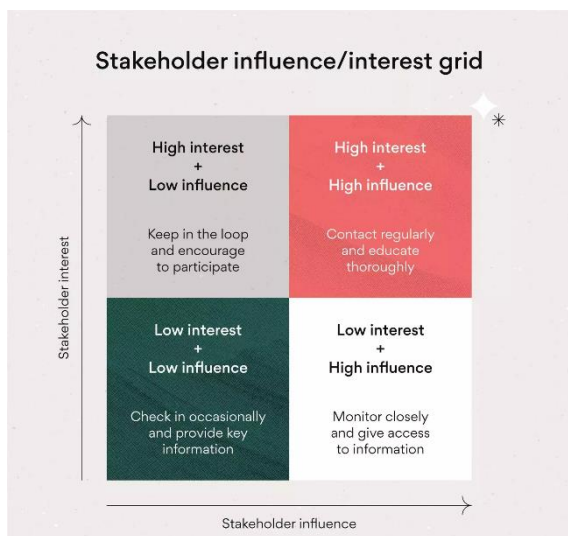 Stakeholder influence/interest grid
Stakeholder interest
High interest
+
Low influence
Keep in the loop
and encourage
to participate
High interest
+
High influence
Contact regularly
and educate
thoroughly
Low interest
+
Low influence
Check in occasionally
and provide key
information
Low interest
+
High influence
Monitor closely
and give access
to information
Stakeholder influence